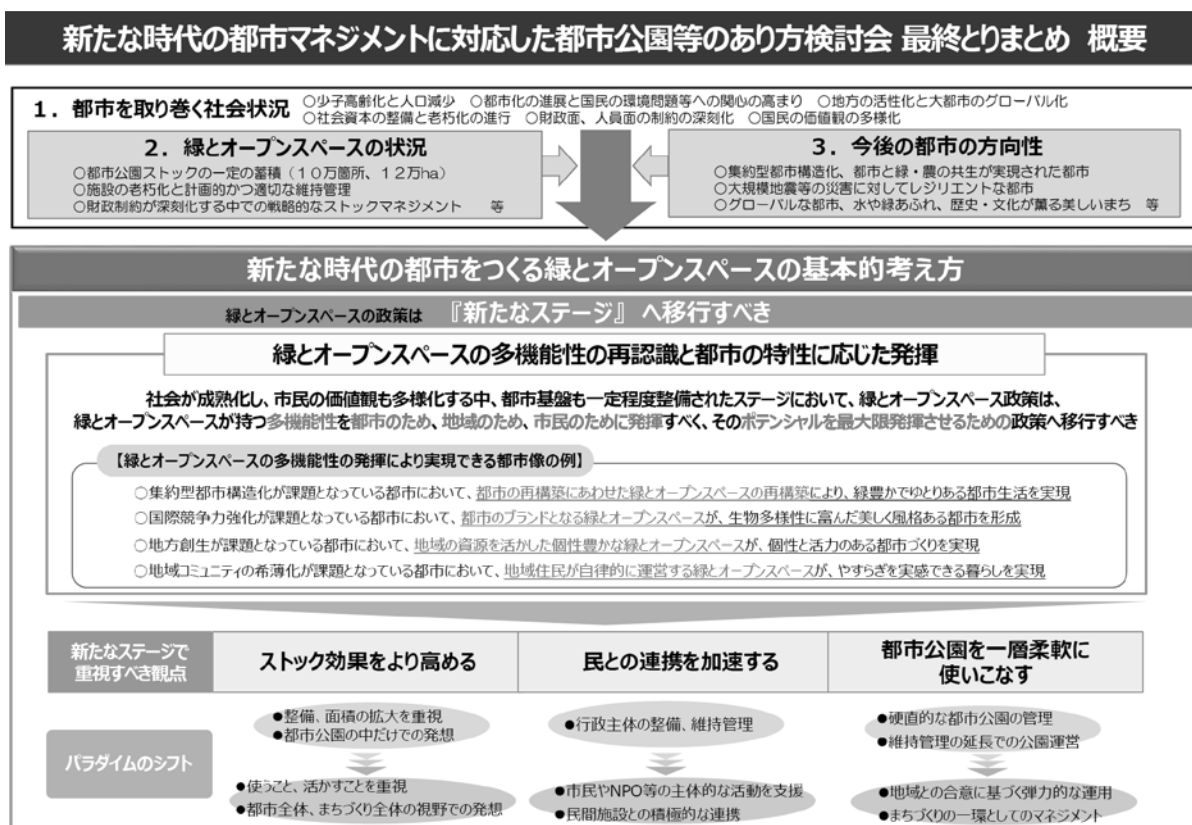 新たな時代の都市マネジメントに対応した都市公園等のあり方検討会 最終とりまとめ 概要
1．都市を取り巻く社会状況
○少子高齢化と人口減少 ○都市化の進展と国民の環境問題等への関心の高まり ○地方の活性化と大都市のグローバル化
○社会資本の整備と老朽化の進行 ○財政面、人員面の制約の深刻化 ○国民の価値観の多様化
2．緑とオープンスペースの状況
○都市公園ストックの一定の蓄積（１０万箇所、１２万ha）
○施設の老朽化と計画的かつ適切な維持管理
○財政制約が深刻化する中での戦略的なストックマネジメント 等
3．今後の都市の方向性
○集約型都市構造化、都市と緑・農の共生が実現された都市
○大規模地震等の災害に対してレジリエントな都市
○グローバルな都市、水や緑あふれ、歴史・文化が薫る美しいまち 等
新たな時代の都市をつくる緑とオープンスペースの基本的考え方
緑とオープンスペースの政策は 『新たなステージ』 へ移行すべき
緑とオープンスペースの多機能性の再認識と都市の特性に応じた発揮
社会が成熟化し、市民の価値観も多様化する中、都市基盤も一定程度整備されたステージにおいて、緑とオープンスペース政策は、
緑とオープンスペースが持つ多機能性を都市のため、地域のため、市民のために発揮すべく、そのポテンシャルを最大限発揮させるための政策へ移行すべき
【緑とオープンスペースの多機能性の発揮により実現できる都市像の例】
○集約型都市構造化が課題となっている都市において、都市の再構築にあわせた緑とオープンスペースの再構築により、緑豊かでゆとりある都市生活を実現
○国際競争力強化が課題となっている都市において、都市のブランドとなる緑とオープンスペースが、生物多様性に富んだ美しく風格ある都市を形成
○地方創生が課題となっている都市において、地域の資源を活かした個性豊かな緑とオープンスペースが、個性と活力のある都市づくりを実現
○地域コミュニティの希薄化が課題となっている都市において、地域住民が自律的に運営する緑とオープンスペースが、やすらぎを実感できる暮らしを実現
新たなステージで
重視すべき観点
ストック効果をより高める
民との連携を加速する
都市公園を一層柔軟に
使いこなす
パラダイムのシフト
●整備、面積の拡大を重視
●都市公園の中だけでの発想
●使うこと、活かすことを重視
●都市全体、まちづくり全体の視野での発想
●行政主体の整備、維持管理
●市民やNPO等の主体的な活動を支援
●民間施設との積極的な連携
●硬直的な都市公園の管理
●維持管理の延長での公園運営
●地域との合意に基づく弾力的な運用
●まちづくりの一環としてのマネジメント